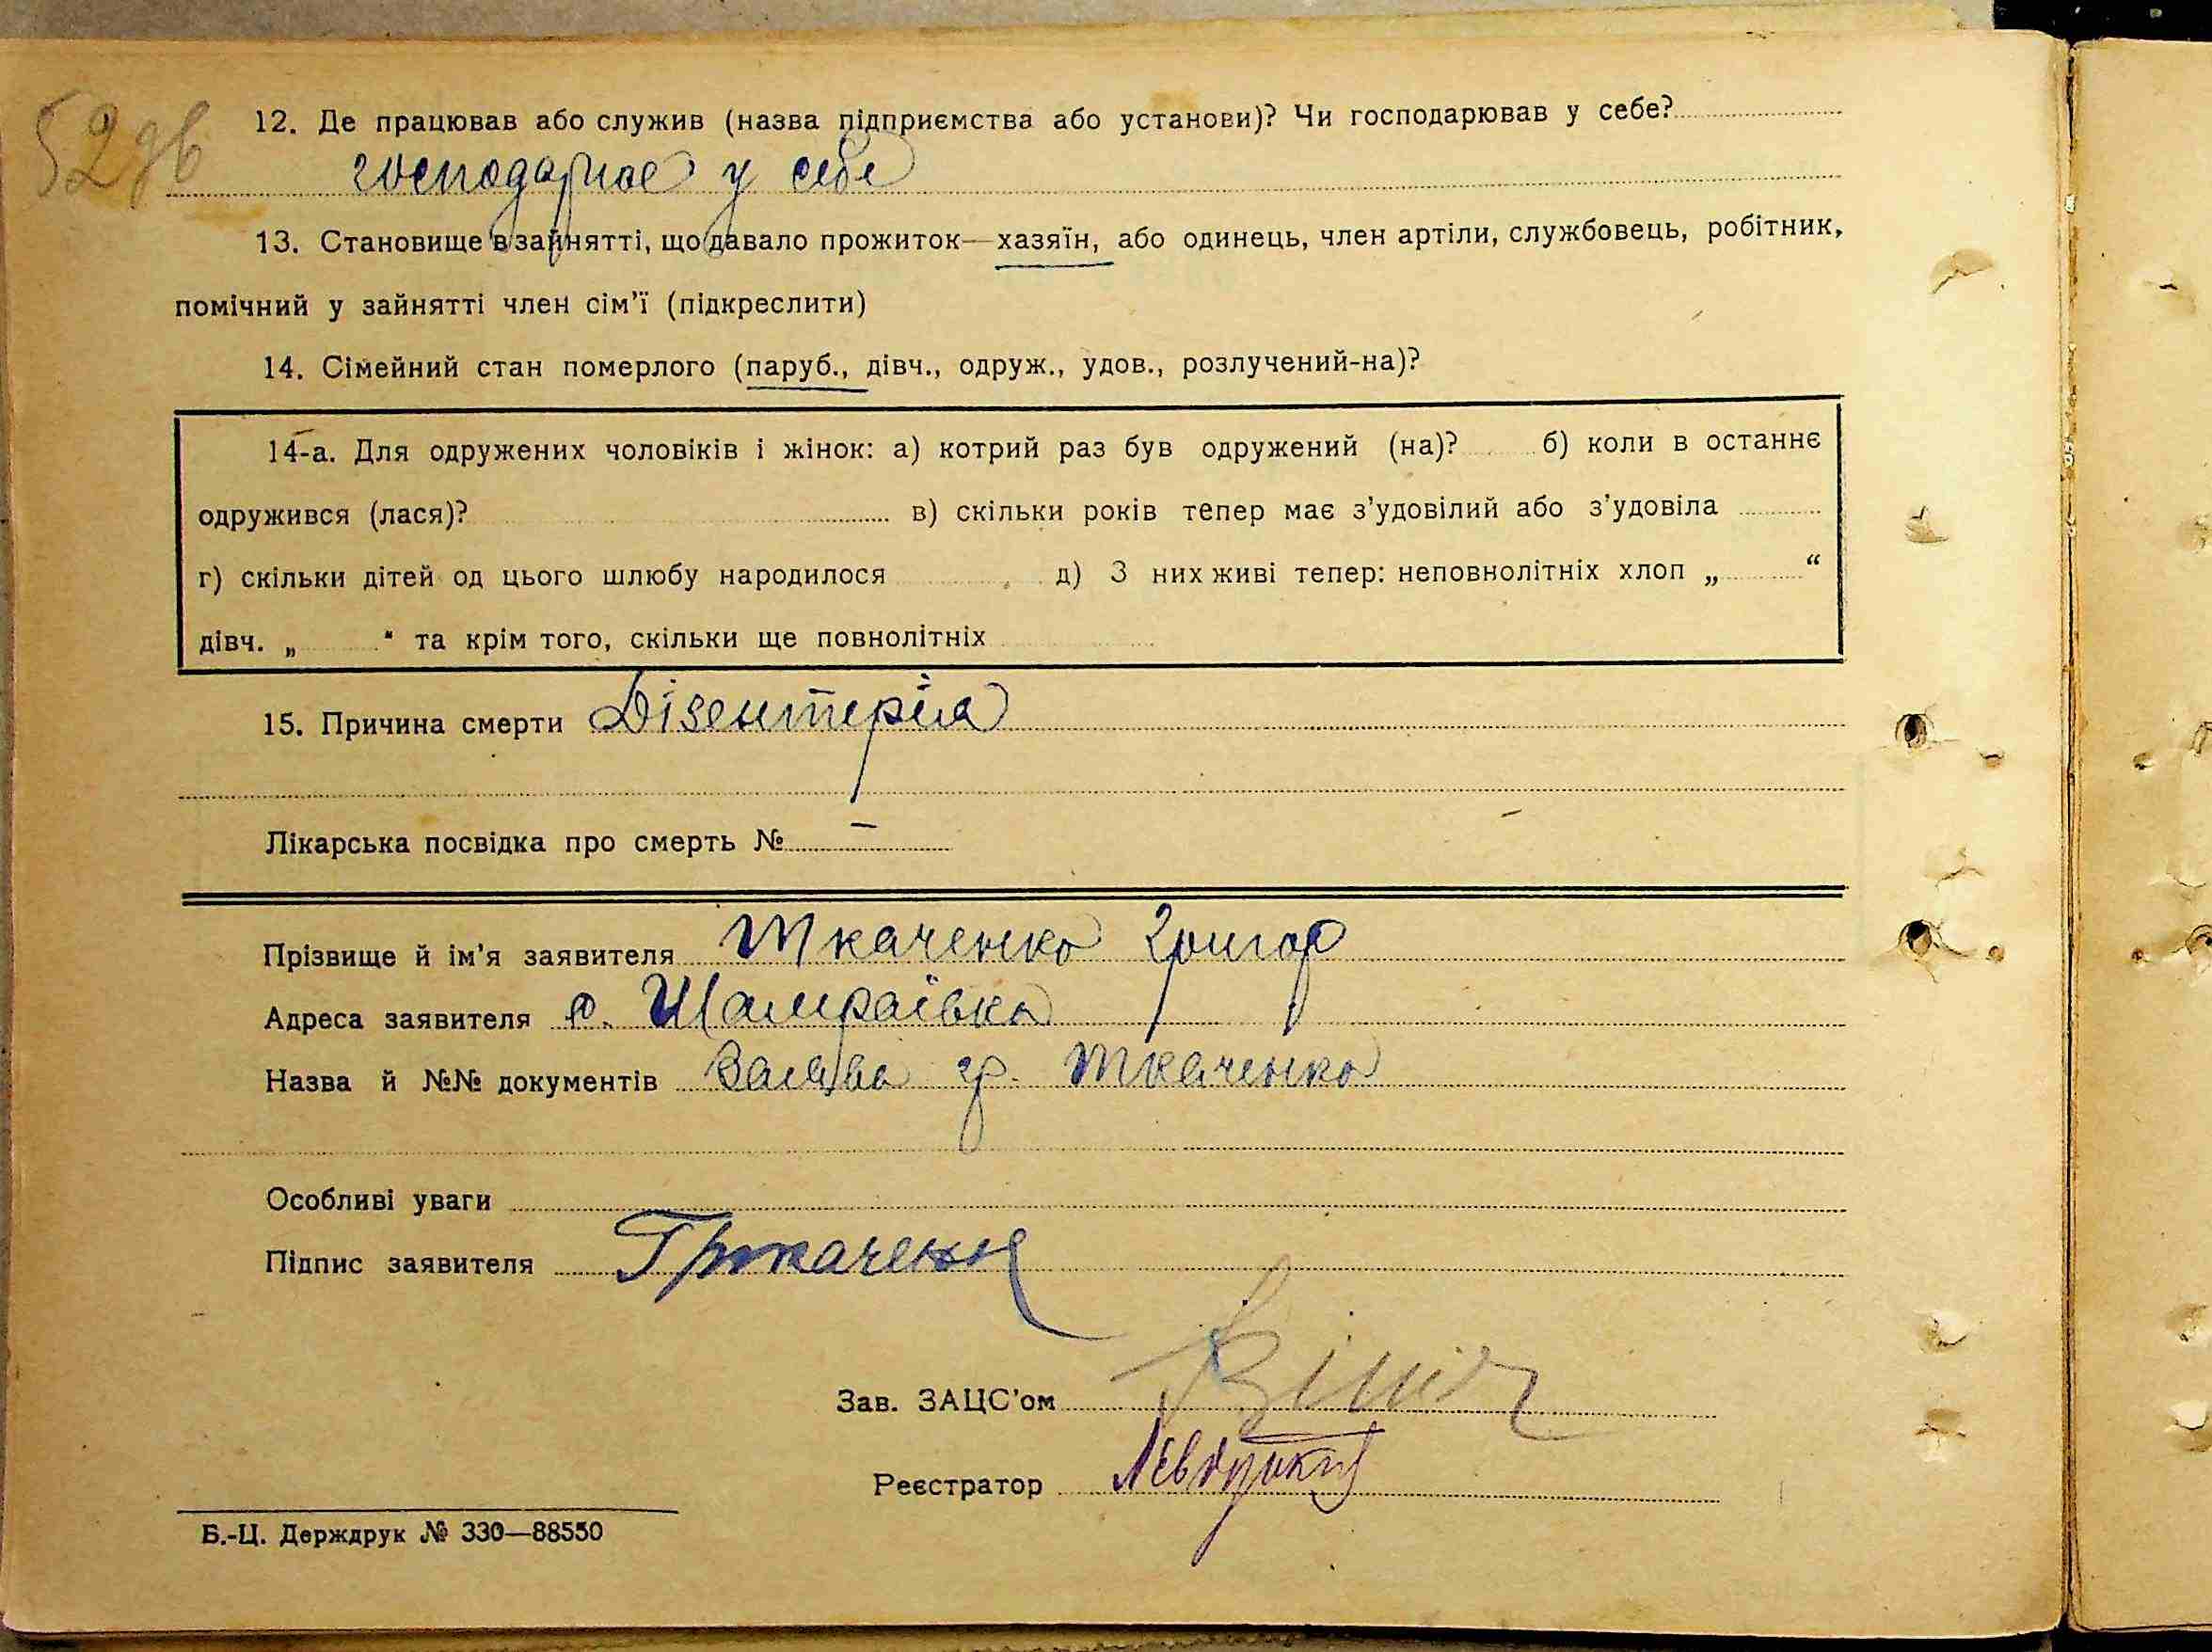 52зв
12. Де працював або служив (назва підприємства або установи)? Чи господарював у себе?
господарює у себе
13. Становище в зайнятті, що давало прожиток—хазяїн, або одинець, член артіли, службовець, робітник,
помічний у зайнятті член сім'ї (підкреслити)
14. Сімейний стан померлого (паруб., дівч., одруж., удов., розлучений-на)?
14-а. Для одружених чоловіків і жінок: а) котрий раз був одружений (на)? б) коли в останнє
одружився (лася)? в) скільки років тепер має з'удовілий або з'удовіла
г) скільки дітей од цього шлюбу народилося д) З них живі тепер: неповнолітніх хлоп „ “
дівч. „ “ та крім того, скільки ще повнолітніх
15. Причина смерти Дізентерія
Лікарська посвідка про смерть № —
Прізвище й ім'я заявителя Ткаченко Григор
Адреса заявителя с. Шамраївка
Назва й №№ документів Заява гр. Ткаченко
Особливі уваги
Підпис заявителя
Зав. ЗАЦС'ом
Реєстратор
Б.-Ц. Держдрук № 330—88550